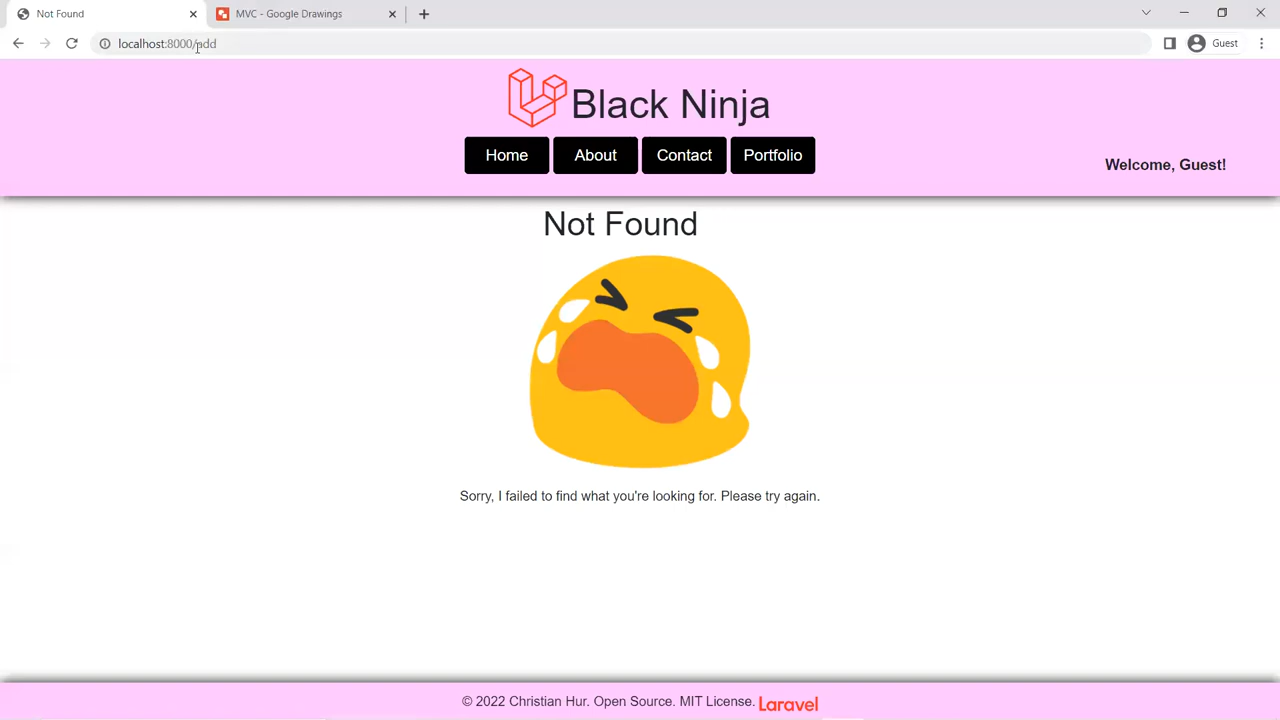 Not Found
MVC - Google Drawings
localhost:8000/add
Guest
Black Ninja
Home
About
Contact
Portfolio
Welcome, Guest!
Not Found
Sorry, I failed to find what you're looking for. Please try again.
© 2022 Christian Hur. Open Source. MIT License. Laravel